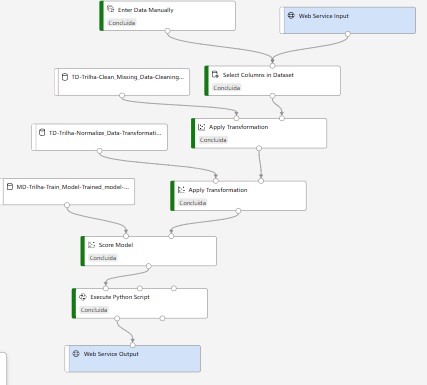 Enter Data Manually
Concluída
Web Service Input
Select Columns in Dataset
Concluída
TD-Trilha-Clean_Missing_Data-Cleaning...
Apply Transformation
Concluída
TD-Trilha-Normalize_Data-Transformati...
Apply Transformation
Concluída
MD-Trilha-Train_Model-Trained_model-...
Score Model
Concluída
Execute Python Script
Concluída
Web Service Output